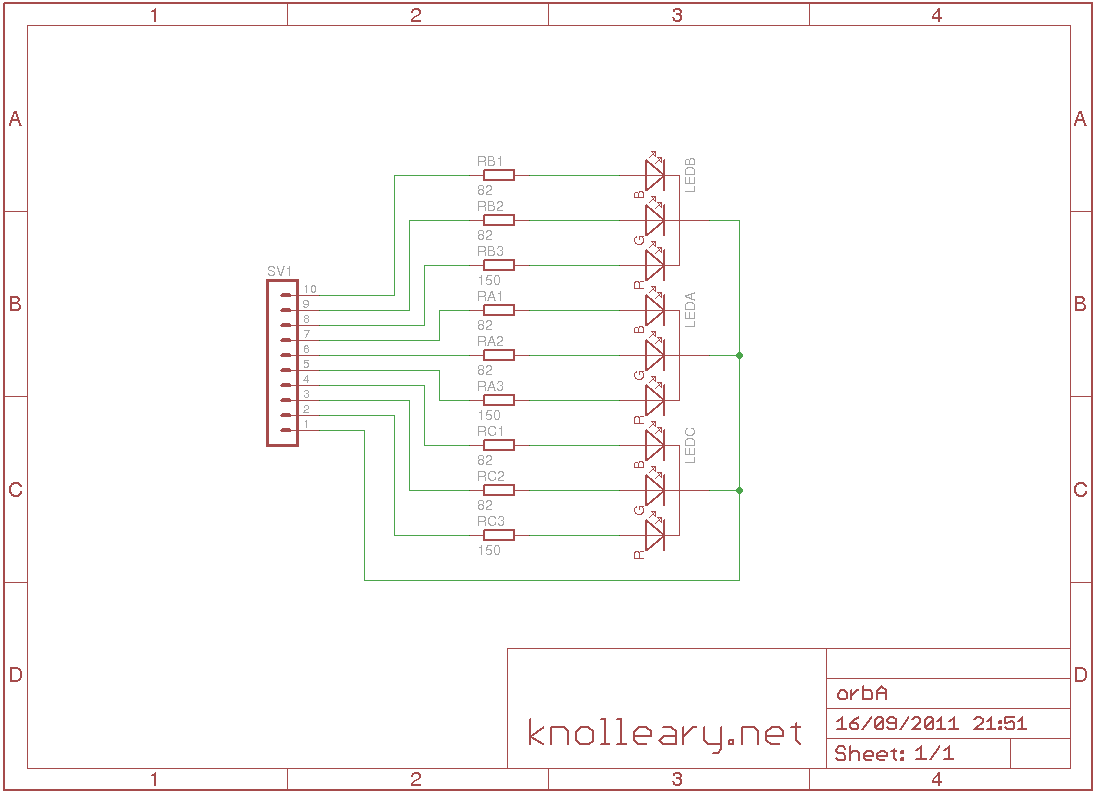 1 2 3 4
A A
RB1
LEDB
82
B
RB2
82
G
RB3
SV1
150
R
10
RA1
LEDA
B 9 B
8
82
B
7
RA2
6
82
G
5
RA3
4
150
R
3
RC1
LEDC
2
82
B
1
RC2
C C
82
G
RC3
150
R
D D
orbA
knolleary.net
16/09/2011 21:51
Sheet: 1/1
1 2 3 4